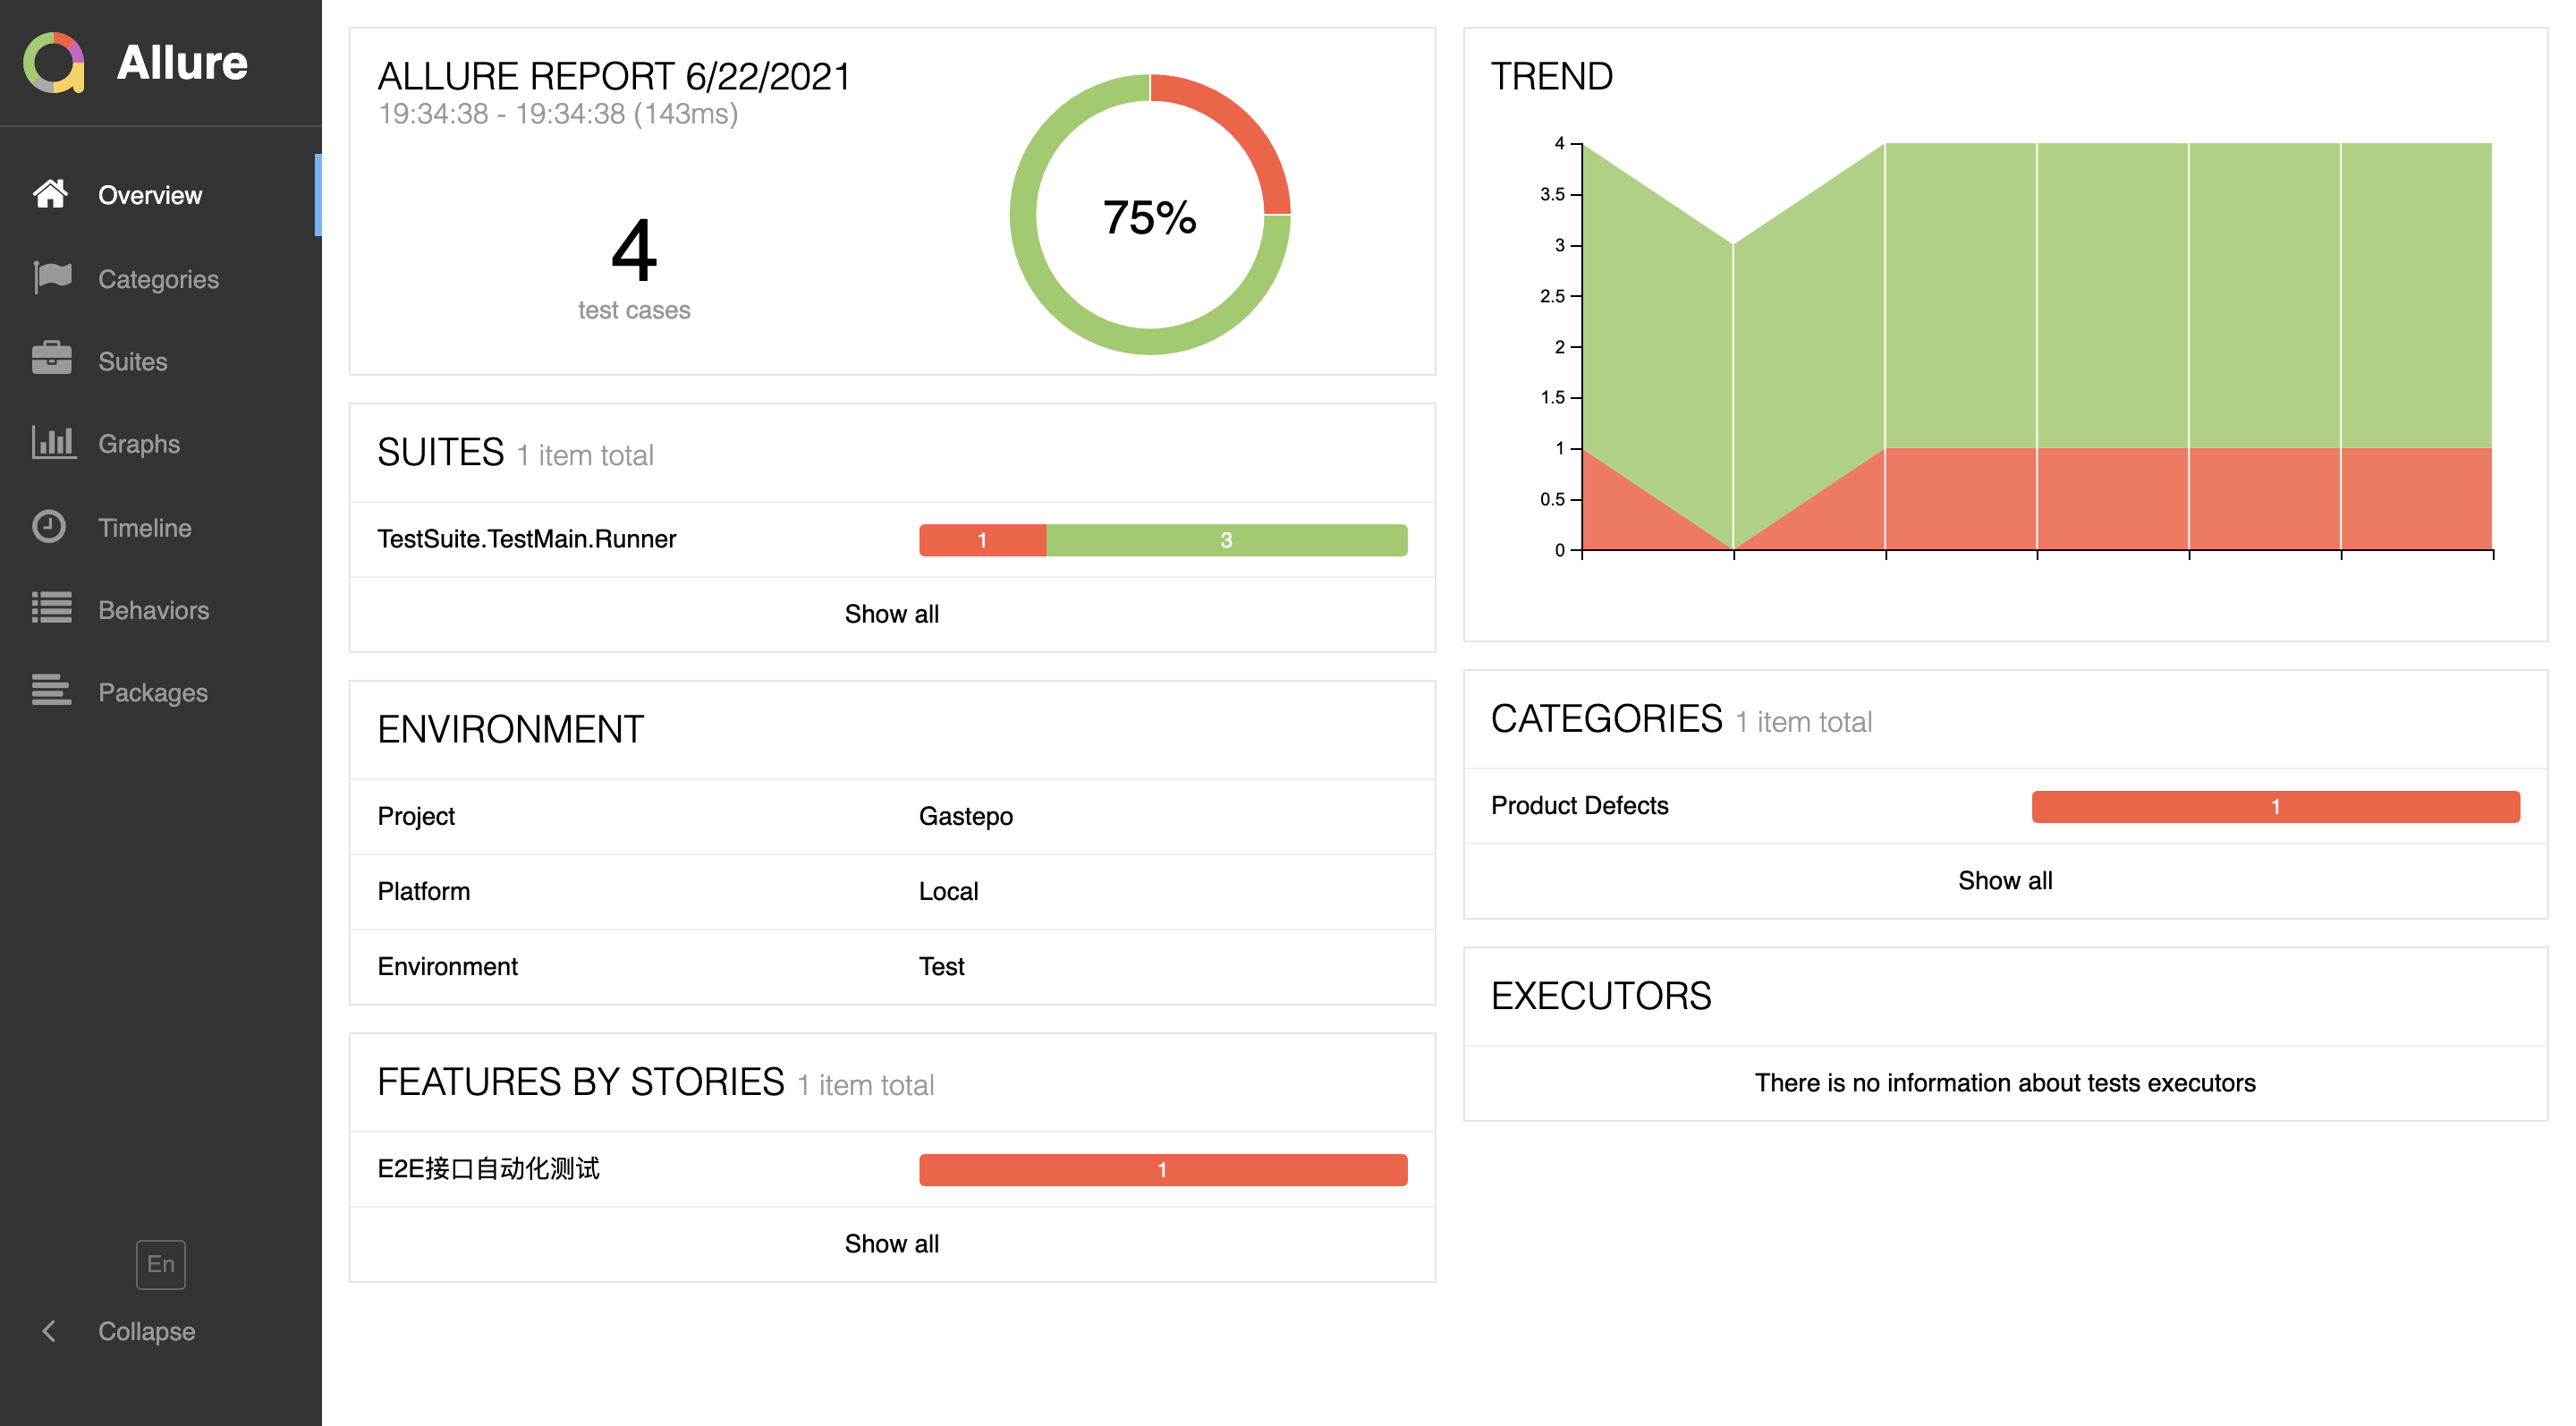 Allure
Overview
Categories
Suites
Graphs
Timeline
Behaviors
Packages
En
Collapse
ALLURE REPORT 6/22/2021
19:34:38 - 19:34:38 (143ms)
4
test cases
75%
SUITES 1 item total
TestSuite.TestMain.Runner 1 3
Show all
ENVIRONMENT
Project Gastepo
Platform Local
Environment Test
FEATURES BY STORIES 1 item total
E2E接口自动化测试 1
Show all
TREND
4
3.5
3
2.5
2
1.5
1
0.5
0
CATEGORIES 1 item total
Product Defects 1
Show all
EXECUTORS
There is no information about tests executors